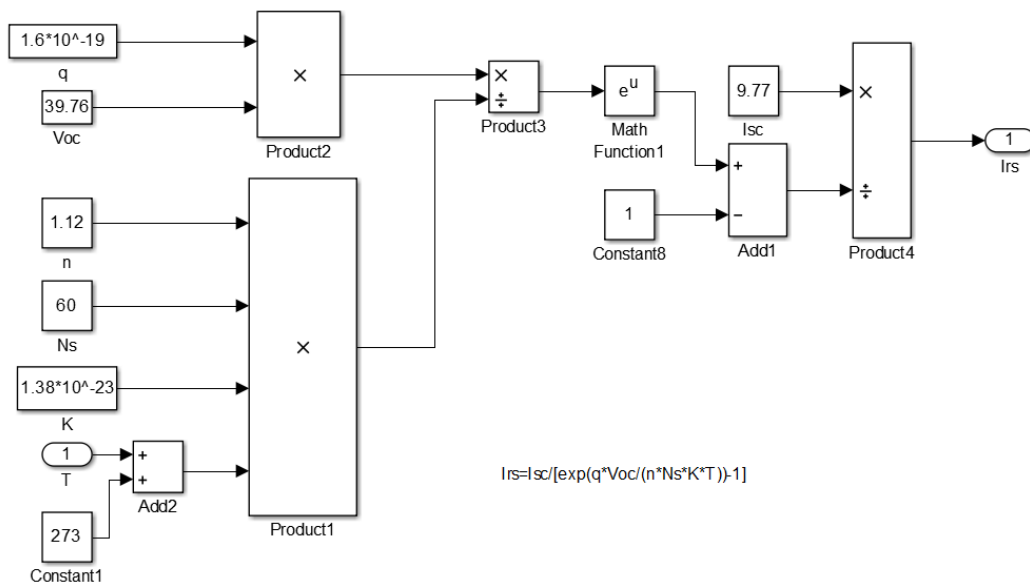 1.6*10^-19
q
39.76
Voc
×
Product2
×
÷
Product3
e^u
Math
Function1
9.77
Isc
×
÷
Product4
1
Irs
1
Constant8
+
−
Add1
1.12
n
60
Ns
1.38*10^-23
K
1
T
273
Constant1
+
+
Add2
×
Product1
Irs=Isc/[exp(q*Voc/(n*Ns*K*T))-1]